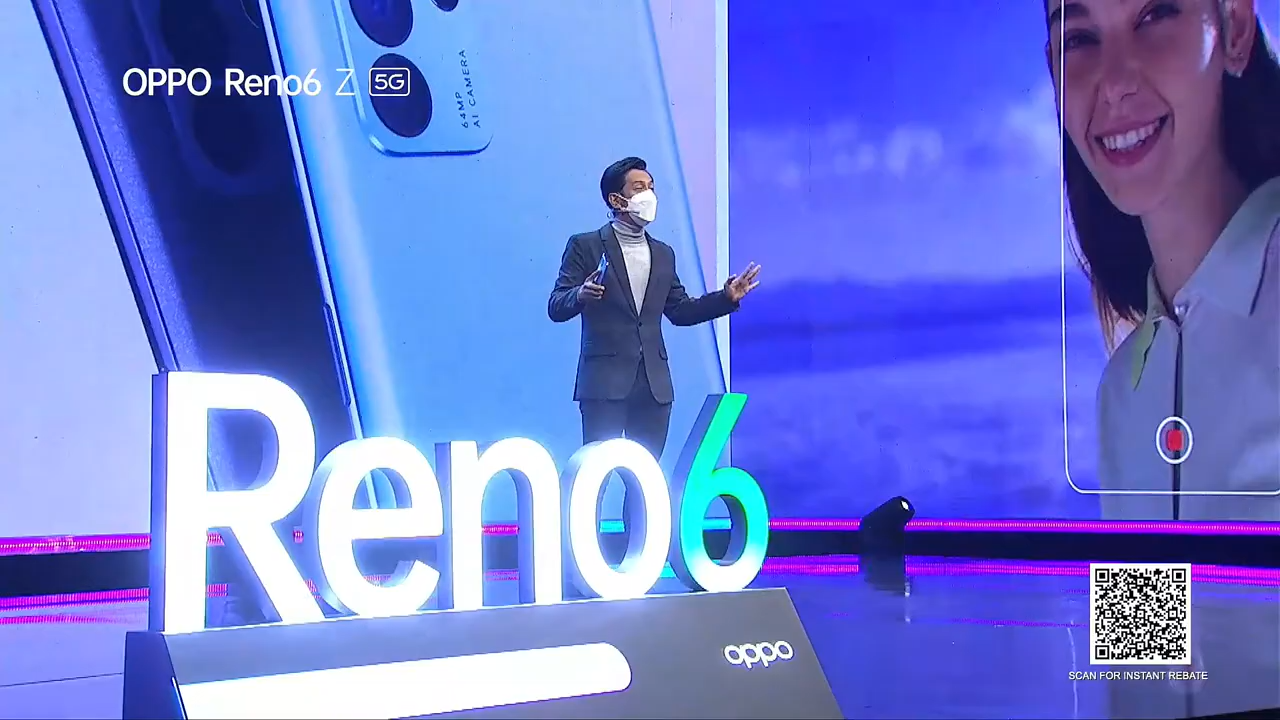 OPPO Reno6 Z 5G
64MP
AI CAMERA
Reno6
oppo
SCAN FOR INSTANT REBATE